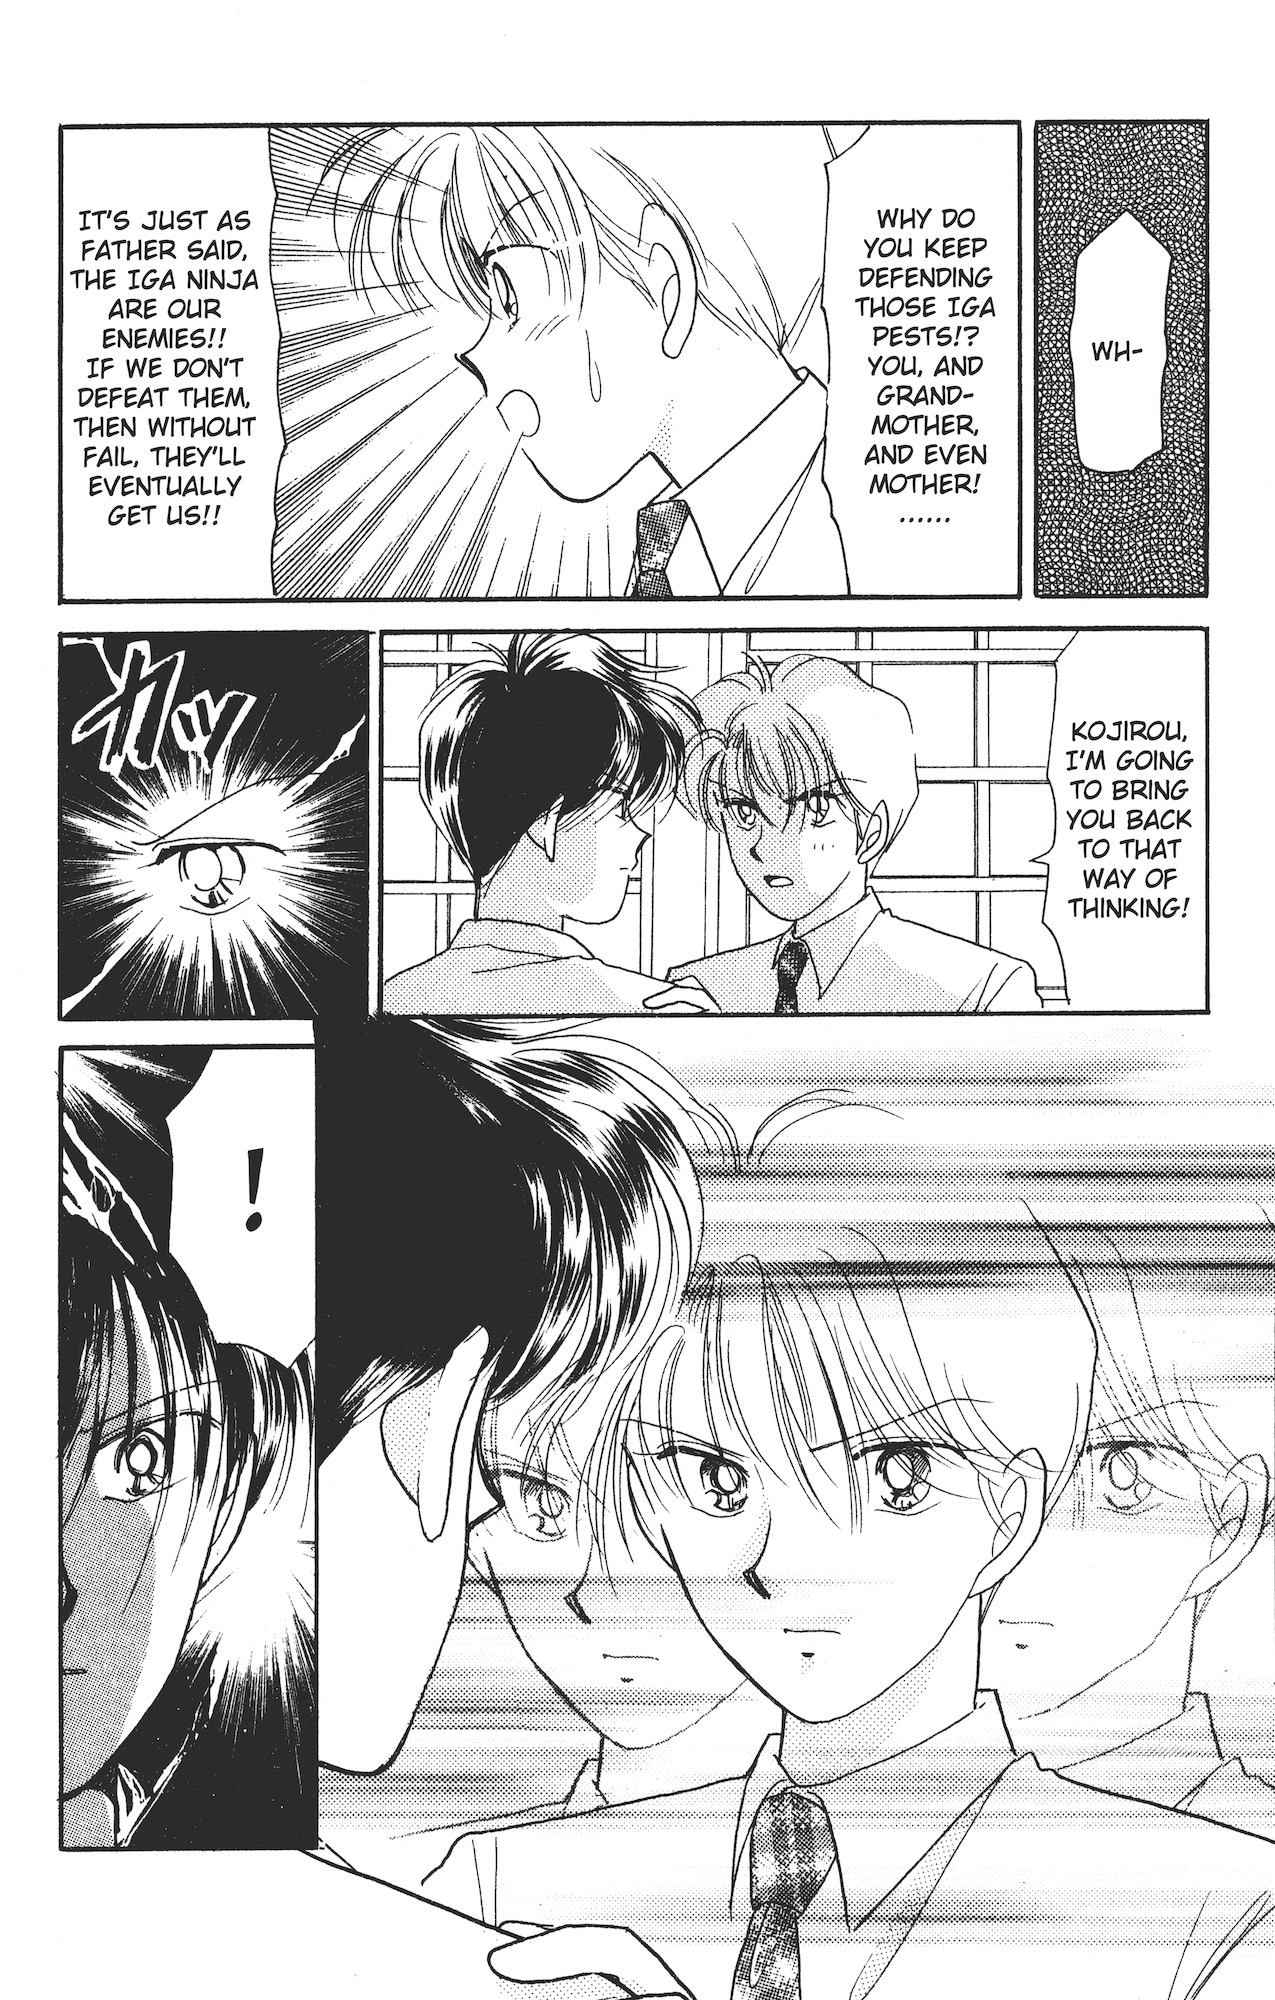 WH-
WHY DO
YOU KEEP
DEFENDING
THOSE IGA
PESTS!?
YOU, AND
GRAND-
MOTHER,
AND EVEN
MOTHER!
......
IT'S JUST AS
FATHER SAID,
THE IGA NINJA
ARE OUR
ENEMIES!!
IF WE DON'T
DEFEAT THEM,
THEN WITHOUT
FAIL, THEY'LL
EVENTUALLY
GET US!!
KOJIROU,
I'M GOING
TO BRING
YOU BACK
TO THAT
WAY OF
THINKING!
カッ
!